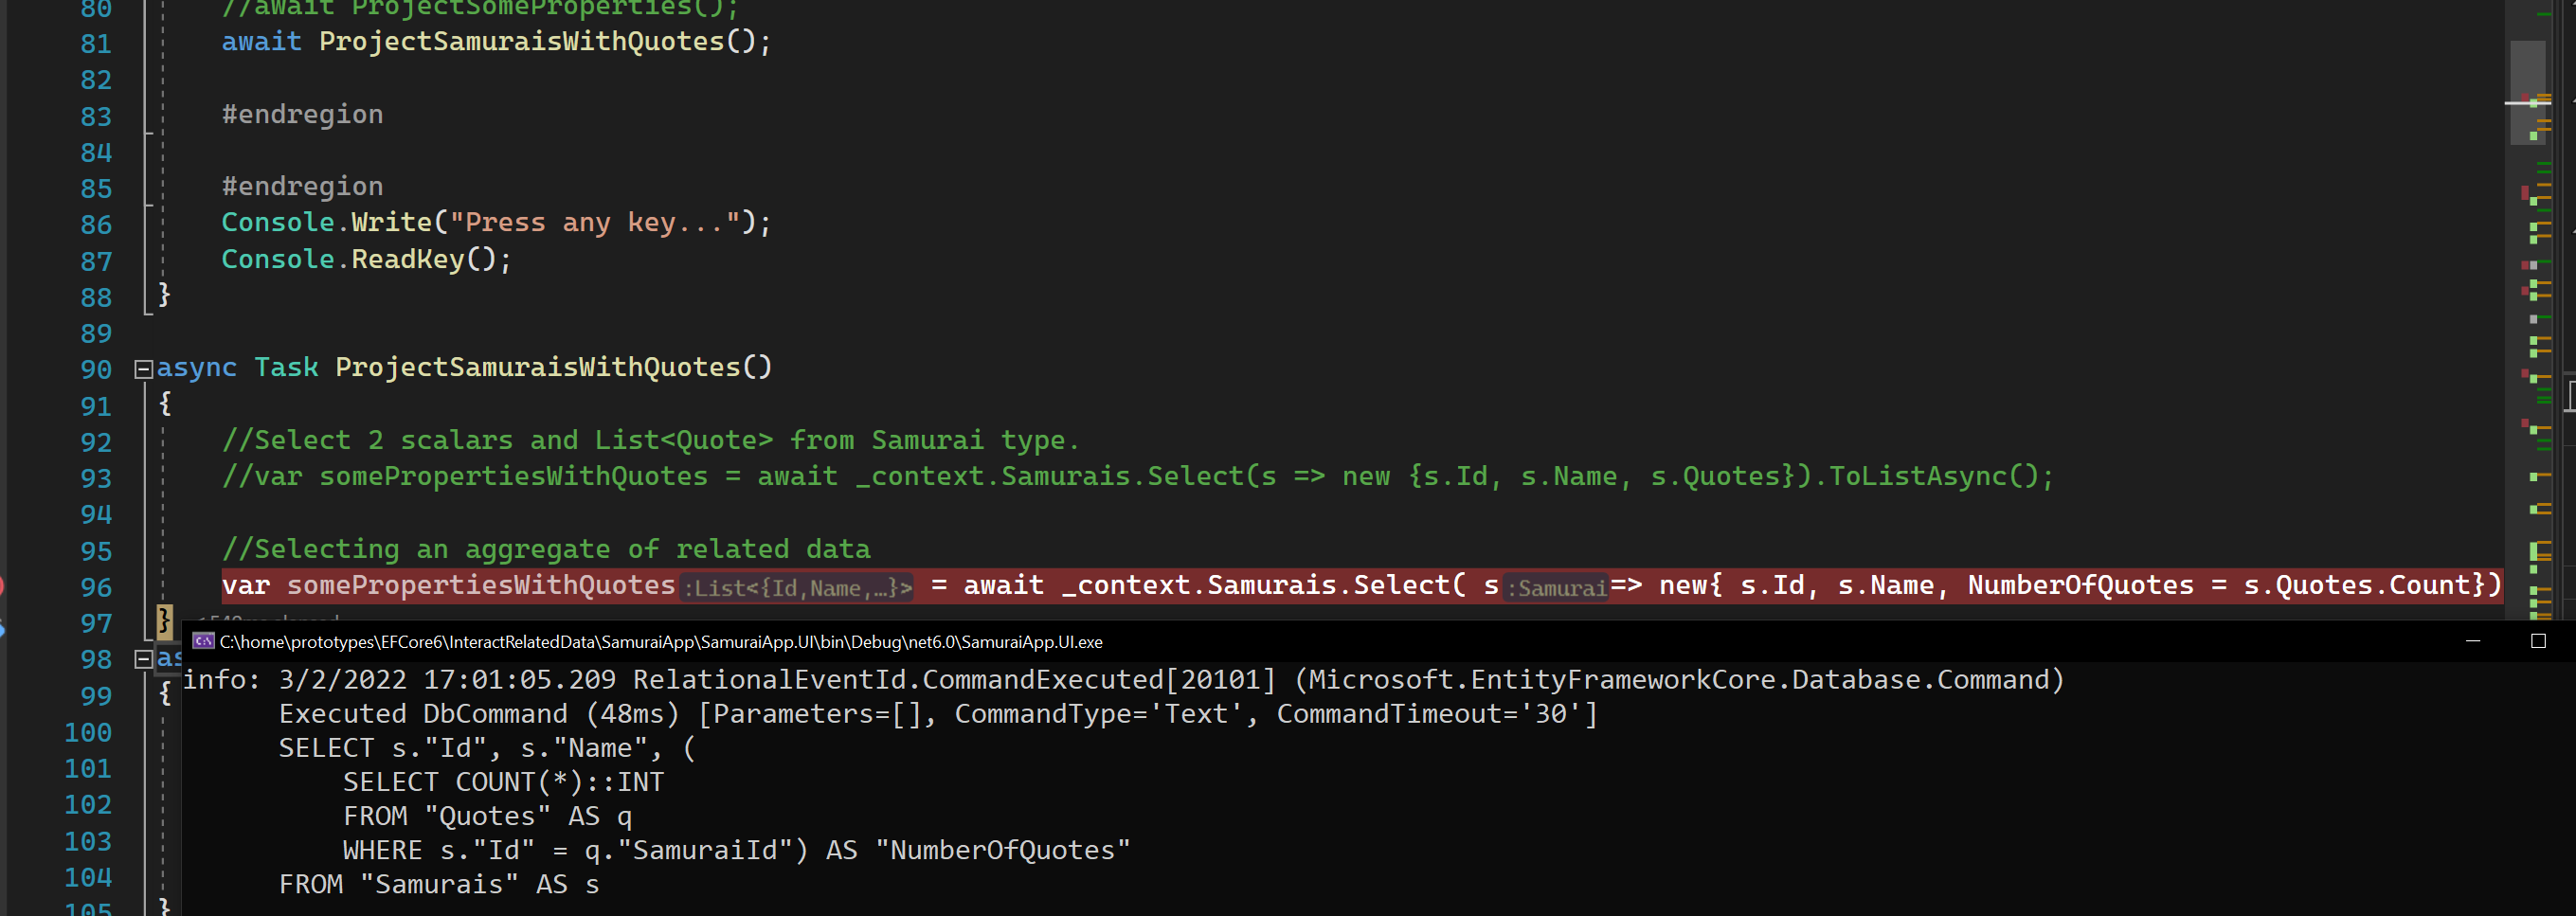 80 //aWait ProjectSomeProperties();
81 await ProjectSamuraisWithQuotes();
82
83 #endregion
84
85 #endregion
86 Console.Write("Press any key...");
87 Console.ReadKey();
88 }
89
90 async Task ProjectSamuraisWithQuotes()
91 {
92 //Select 2 scalars and List<Quote> from Samurai type.
93 //var somePropertiesWithQuotes = await _context.Samurais.Select(s => new {s.Id, s.Name, s.Quotes}).ToListAsync();
94
95 //Selecting an aggregate of related data
96 var somePropertiesWithQuotes :List<{Id,Name,…}> = await _context.Samurais.Select( s :Samurai => new{ s.Id, s.Name, NumberOfQuotes = s.Quotes.Count})
97 }
C:\home\prototypes\EFCore6\InteractRelatedData\SamuraiApp\SamuraiApp.UI\bin\Debug\net6.0\SamuraiApp.UI.exe
98 as
info: 3/2/2022 17:01:05.209 RelationalEventId.CommandExecuted[20101] (Microsoft.EntityFrameworkCore.Database.Command)
99 {
Executed DbCommand (48ms) [Parameters=[], CommandType='Text', CommandTimeout='30']
100
SELECT s."Id", s."Name", (
101
SELECT COUNT(*)::INT
102
FROM "Quotes" AS q
103
WHERE s."Id" = q."SamuraiId") AS "NumberOfQuotes"
104
FROM "Samurais" AS s
105 }